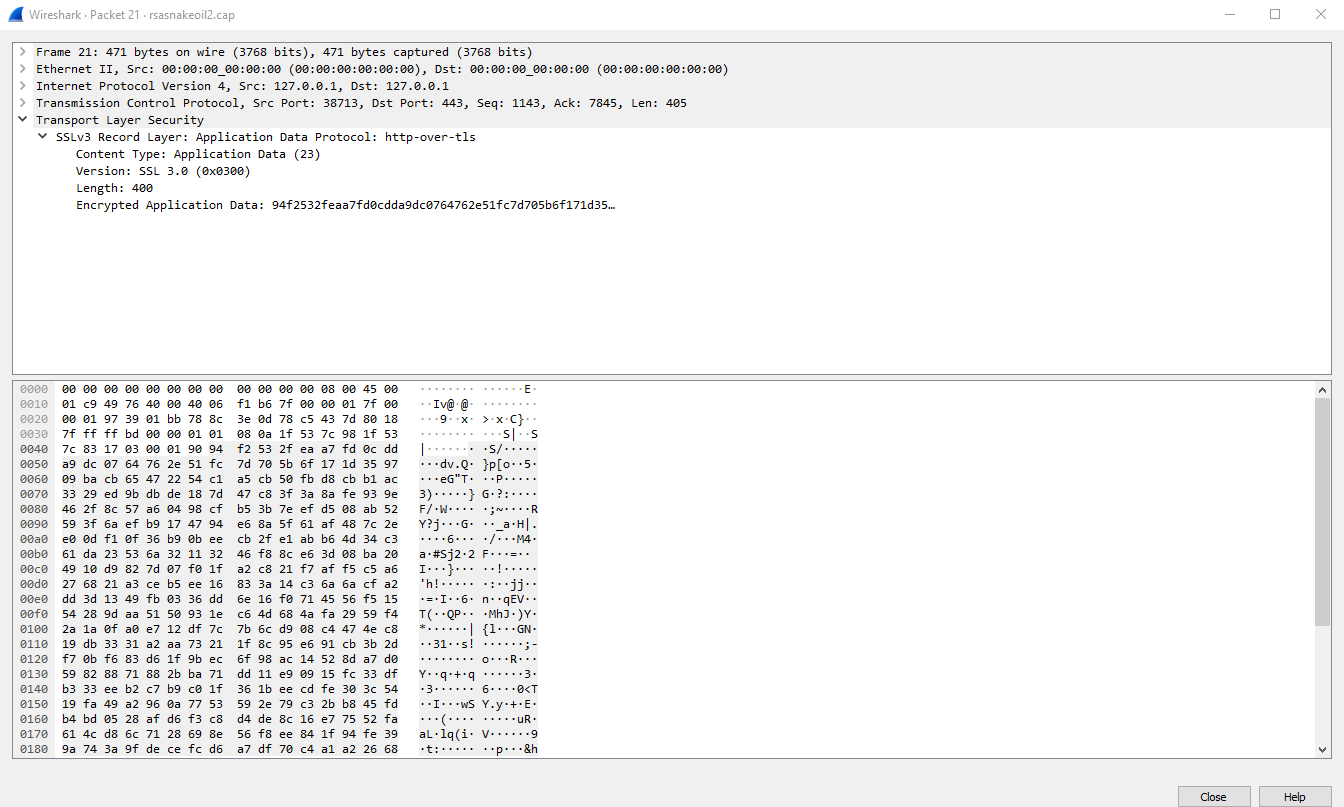 Wireshark · Packet 21 · rsasnakeoil2.cap
Frame 21: 471 bytes on wire (3768 bits), 471 bytes captured (3768 bits)
Ethernet II, Src: 00:00:00_00:00:00 (00:00:00:00:00:00), Dst: 00:00:00_00:00:00 (00:00:00:00:00:00)
Internet Protocol Version 4, Src: 127.0.0.1, Dst: 127.0.0.1
Transmission Control Protocol, Src Port: 38713, Dst Port: 443, Seq: 1143, Ack: 7845, Len: 405
Transport Layer Security
SSLv3 Record Layer: Application Data Protocol: http-over-tls
Content Type: Application Data (23)
Version: SSL 3.0 (0x0300)
Length: 400
Encrypted Application Data: 94f2532feaa7fd0cdda9dc0764762e51fc7d705b6f171d35…
0000 00 00 00 00 00 00 00 00 00 00 00 00 08 00 45 00 ········ ······E·
0010 01 c9 49 76 40 00 40 06 f1 b6 7f 00 00 01 7f 00 ··Iv@·@· ········
0020 00 01 97 39 01 bb 78 8c 3e 0d 78 c5 43 7d 80 18 ···9··x· >·x·C}··
0030 7f ff ff bd 00 00 01 01 08 0a 1f 53 7c 98 1f 53 ········ ···S|··S
0040 7c 83 17 03 00 01 90 94 f2 53 2f ea a7 fd 0c dd |······· ·S/·····
0050 a9 dc 07 64 76 2e 51 fc 7d 70 5b 6f 17 1d 35 97 ···dv.Q· }p[o··5·
0060 09 ba cb 65 47 22 54 c1 a5 cb 50 fb d8 cb b1 ac ···eG"T· ··P·····
0070 33 29 ed 9b db de 18 7d 47 c8 3f 3a 8a fe 93 9e 3)·····} G·?:····
0080 46 2f 8c 57 a6 04 98 cf b5 3b 7e ef d5 08 ab 52 F/·W···· ·;~····R
0090 59 3f 6a ef b9 17 47 94 e6 8a 5f 61 af 48 7c 2e Y?j···G· ··_a·H|.
00a0 e0 0d f1 0f 36 b9 0b ee cb 2f e1 ab b6 4d 34 c3 ····6··· ·/···M4·
00b0 61 da 23 53 6a 32 11 32 46 f8 8c e6 3d 08 ba 20 a·#Sj2·2 F···=··
00c0 49 10 d9 82 7d 07 f0 1f a2 c8 21 f7 af f5 c5 a6 I···}··· ··!·····
00d0 27 68 21 a3 ce b5 ee 16 83 3a 14 c3 6a 6a cf a2 'h!····· ·:··jj··
00e0 dd 3d 13 49 fb 03 36 dd 6e 16 f0 71 45 56 f5 15 ·=·I··6· n··qEV··
00f0 54 28 9d aa 51 50 93 1e c6 4d 68 4a fa 29 59 f4 T(··QP·· ·MhJ·)Y·
0100 2a 1a 0f a0 e7 12 df 7c 7b 6c d9 08 c4 47 4e c8 *······| {l···GN·
0110 19 db 33 31 a2 aa 73 21 1f 8c 95 e6 91 cb 3b 2d ··31··s! ······;-
0120 f7 0b f6 83 d6 1f 9b ec 6f 98 ac 14 52 8d a7 d0 ········ o···R···
0130 59 82 88 71 88 2b ba 71 dd 11 e9 09 15 fc 33 df Y··q·+·q ······3·
0140 b3 33 ee b2 c7 b9 c0 1f 36 1b ee cd fe 30 3c 54 ·3······ 6····0<T
0150 19 fa 49 a2 96 0a 77 53 59 2e 79 c3 2b b8 45 fd ··I···wS Y.y·+·E·
0160 b4 bd 05 28 af d6 f3 c8 d4 de 8c 16 e7 75 52 fa ···(···· ·····uR·
0170 61 4c d8 6c 71 28 69 8e 56 f8 ee 84 1f 94 fe 39 aL·lq(i· V······9
0180 9a 74 3a 9f de ce fc d6 a7 df 70 c4 a1 a2 26 68 ·t:····· ··p···&h
Close Help